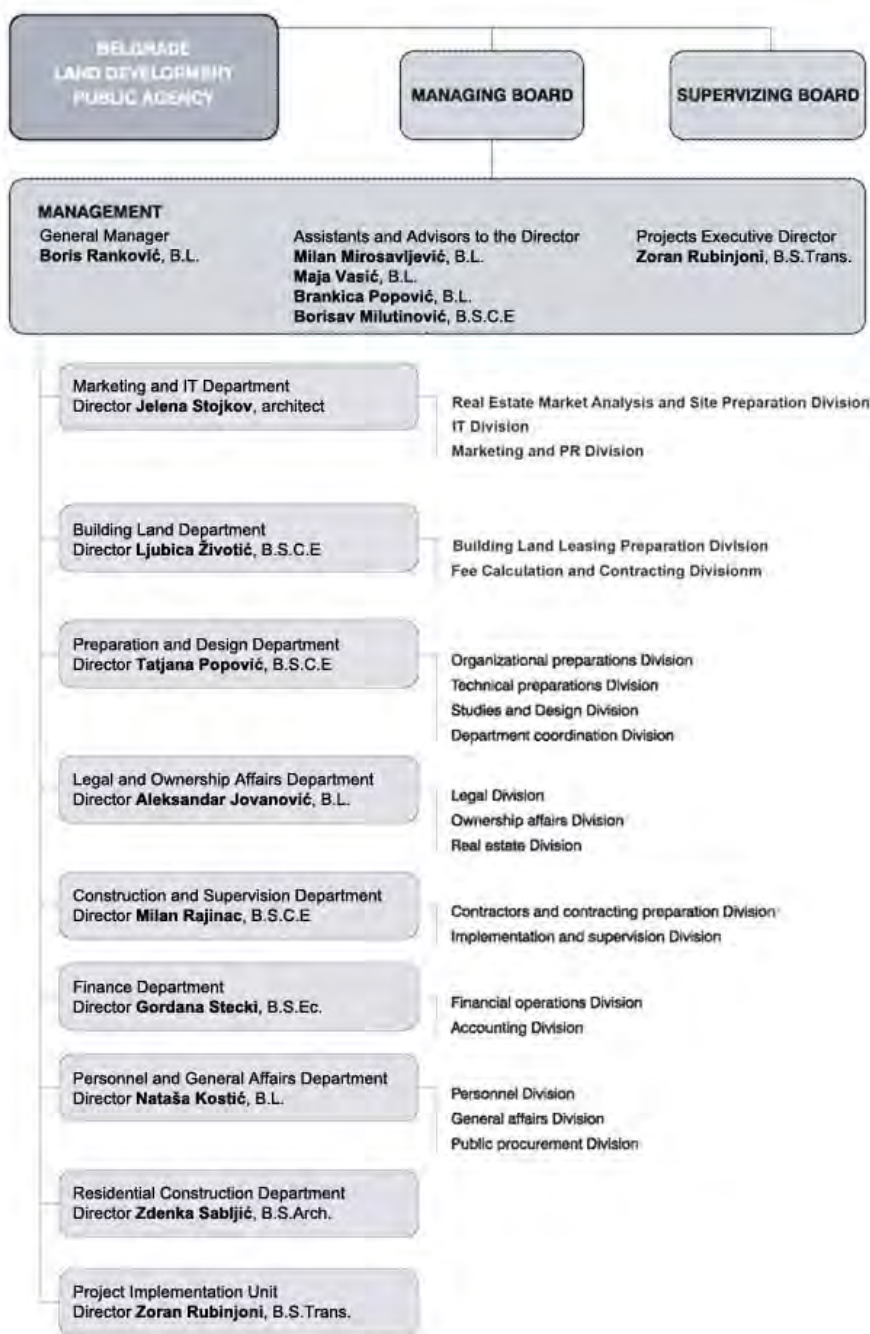 BELGRADE
LAND DEVELOPMENT
PUBLIC AGENCY
MANAGING BOARD
SUPERVIZING BOARD
MANAGEMENT
General Manager
Boris Ranković, B.L.
Assistants and Advisors to the Director
Milan Mirosavljević, B.L.
Maja Vasić, B.L.
Brankica Popović, B.L.
Borisav Milutinović, B.S.C.E
Projects Executive Director
Zoran Rubinjoni, B.S.Trans.
Marketing and IT Department
Director Jelena Stojkov, architect
Real Estate Market Analysis and Site Preparation Division
IT Division
Marketing and PR Division
Building Land Department
Director Ljubica Životić, B.S.C.E
Building Land Leasing Preparation Division
Fee Calculation and Contracting Divisionm
Preparation and Design Department
Director Tatjana Popović, B.S.C.E
Organizational preparations Division
Technical preparations Division
Studies and Design Division
Department coordination Division
Legal and Ownership Affairs Department
Director Aleksandar Jovanović, B.L.
Legal Division
Ownership affairs Division
Real estate Division
Construction and Supervision Department
Director Milan Rajinac, B.S.C.E
Contractors and contracting preparation Division
Implementation and supervision Division
Finance Department
Director Gordana Stecki, B.S.Ec.
Financial operations Division
Accounting Division
Personnel and General Affairs Department
Director Nataša Kostić, B.L.
Personnel Division
General affairs Division
Public procurement Division
Residential Construction Department
Director Zdenka Sabljić, B.S.Arch.
Project Implementation Unit
Director Zoran Rubinjoni, B.S.Trans.